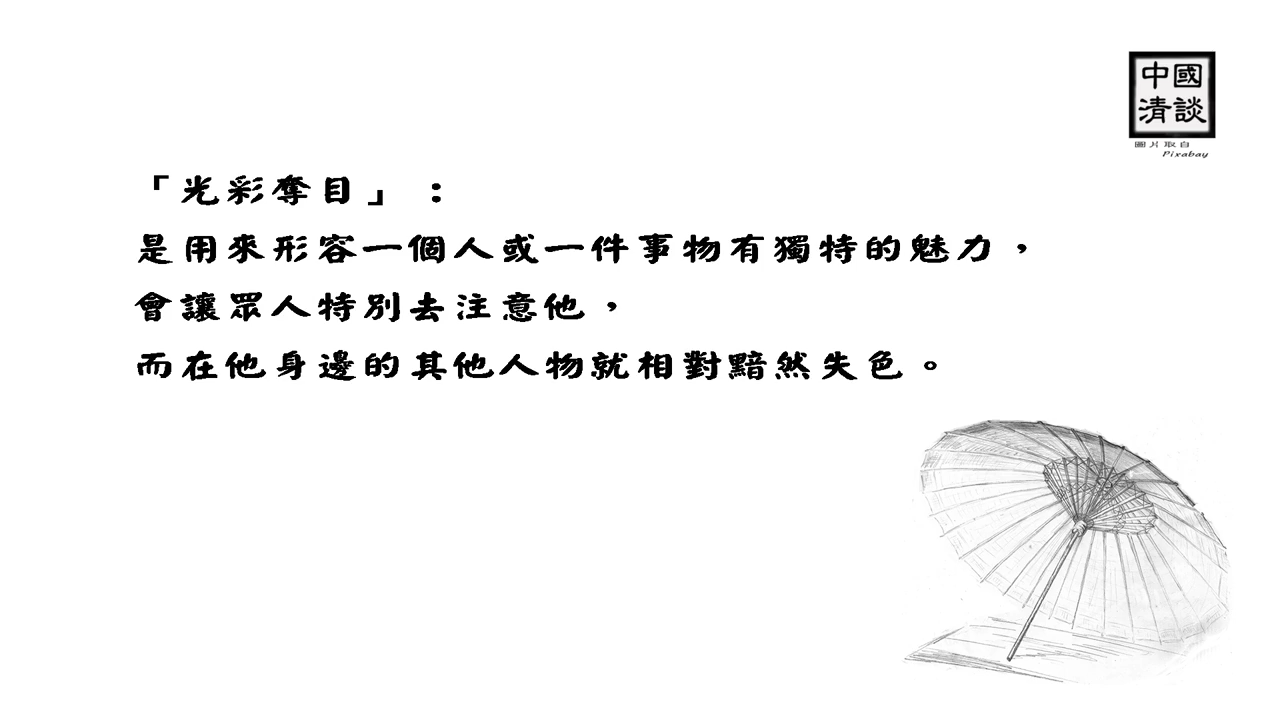 中國
清談
圖片取自
Pixabay
「光彩奪目」：
是用來形容一個人或一件事物有獨特的魅力，
會讓眾人特別去注意他，
而在他身邊的其他人物就相對黯然失色。